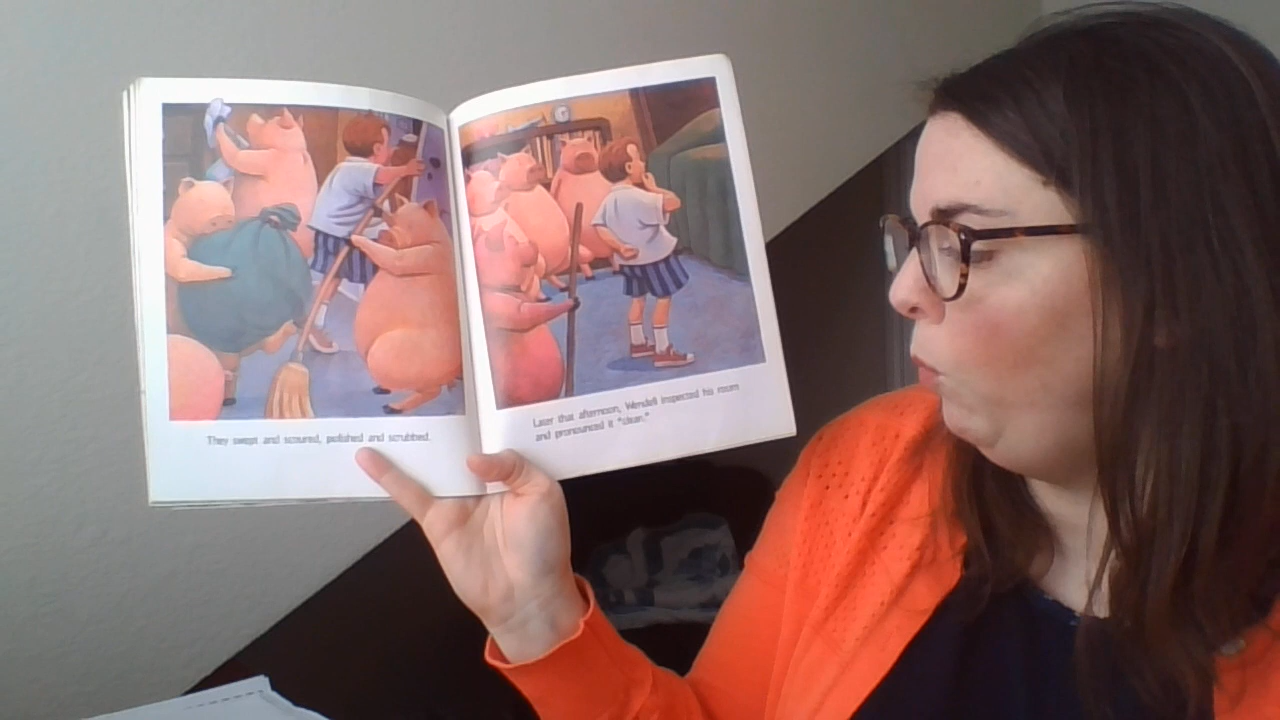 They swept and scoured, polished and scrubbed.
Later that afternoon, Wendell inspected his room
and pronounced it "clean."